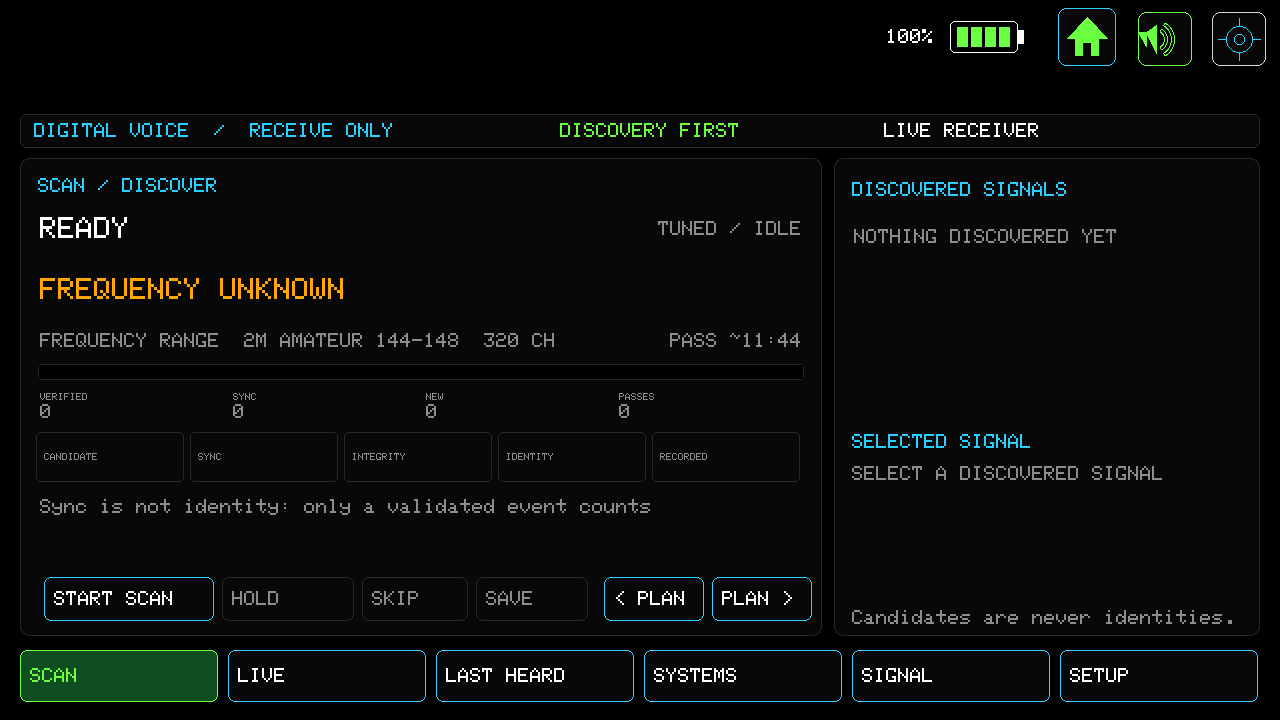 100%
DIGITAL VOICE / RECEIVE ONLY DISCOVERY FIRST LIVE RECEIVER
SCAN / DISCOVER
READY
TUNED / IDLE
FREQUENCY UNKNOWN
FREQUENCY RANGE 2M AMATEUR 144-148 320 CH PASS ~11:44
VERIFIED SYNC NEW PASSES
0 0 0 0
CANDIDATE SYNC INTEGRITY IDENTITY RECORDED
Sync is not identity: only a validated event counts
START SCAN HOLD SKIP SAVE < PLAN PLAN >
DISCOVERED SIGNALS
NOTHING DISCOVERED YET
SELECTED SIGNAL
SELECT A DISCOVERED SIGNAL
Candidates are never identities.
SCAN LIVE LAST HEARD SYSTEMS SIGNAL SETUP